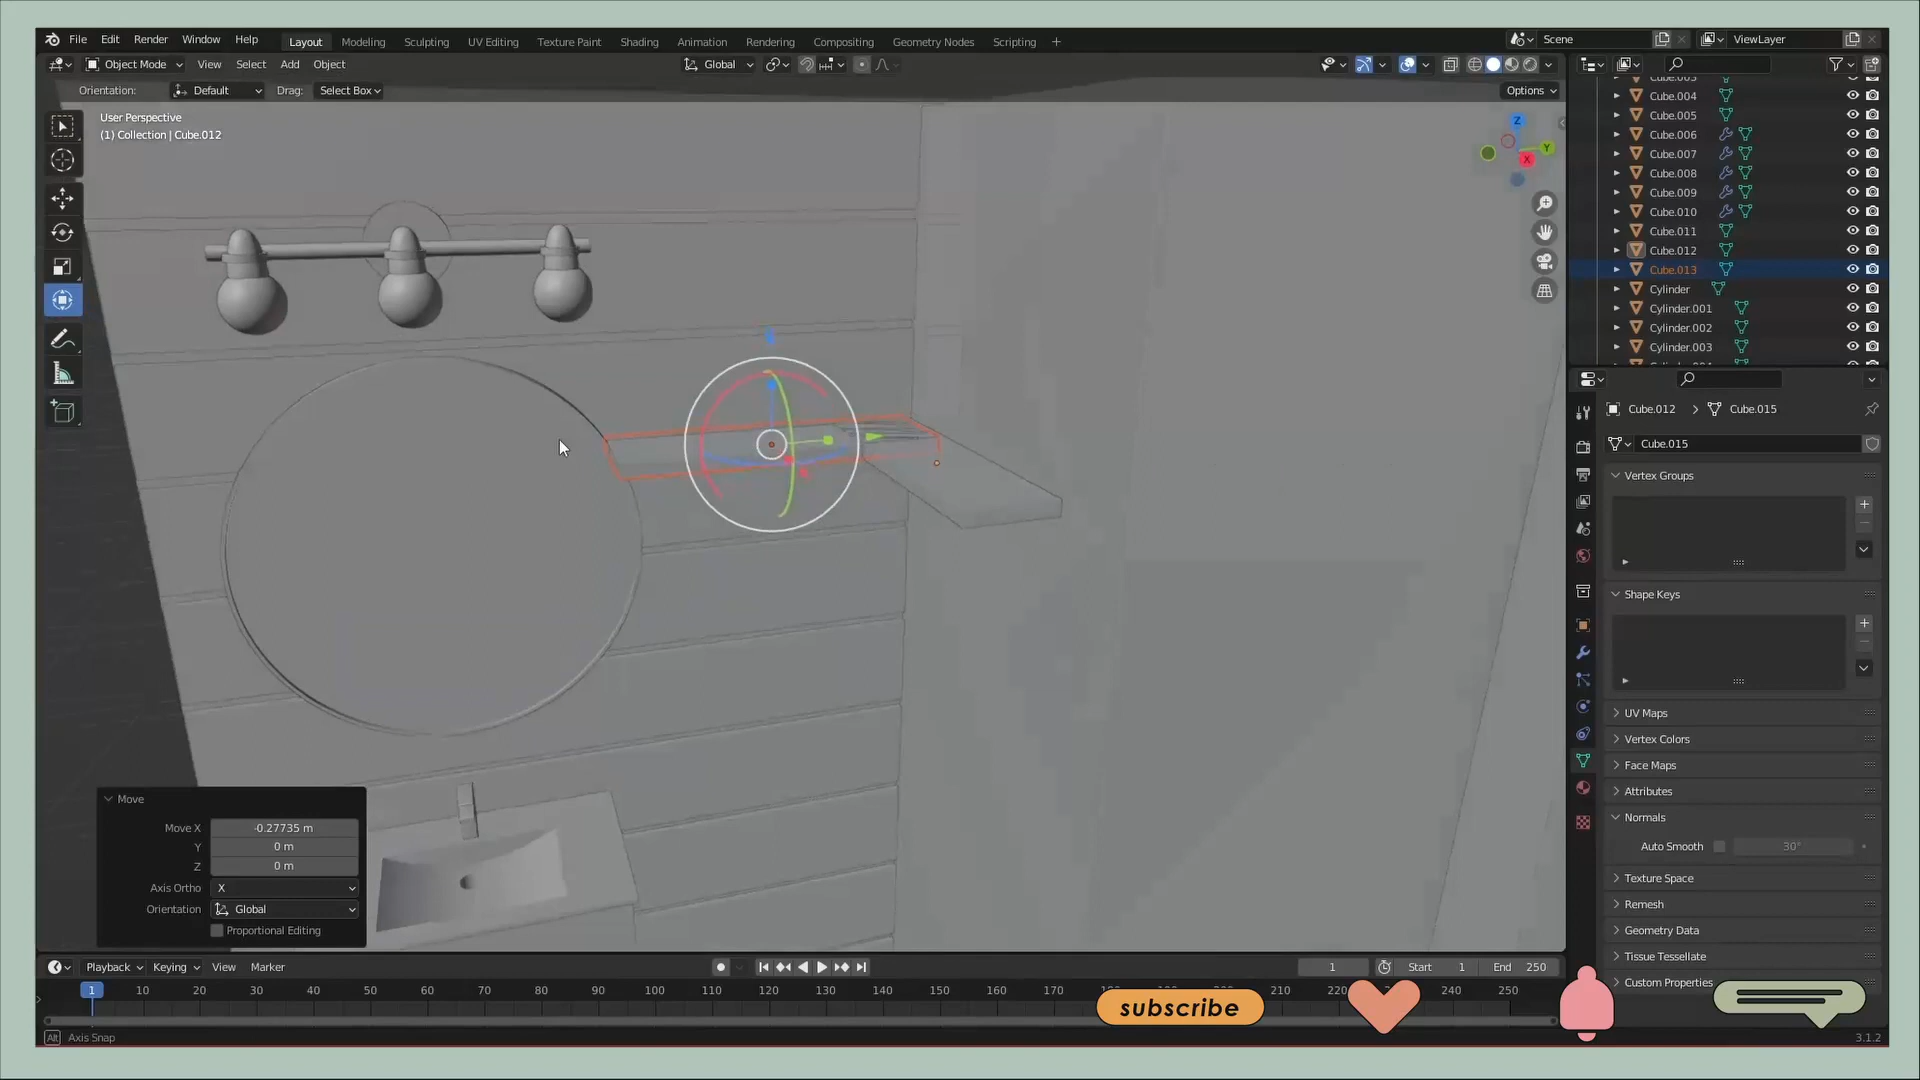 File Edit Render Window Help
Layout Modeling Sculpting UV Editing Texture Paint Shading Animation Rendering Compositing Geometry Nodes Scripting +
Scene
ViewLayer
Object Mode View Select Add Object
Global
Orientation: Default Drag: Select Box
Options
User Perspective
(1) Collection | Cube.012
Z
Y
X
Cube.004
Cube.005
Cube.006
Cube.007
Cube.008
Cube.009
Cube.010
Cube.011
Cube.012
Cube.013
Cylinder
Cylinder.001
Cylinder.002
Cylinder.003
Cube.012 > Cube.015
Cube.015
Vertex Groups
Shape Keys
UV Maps
Vertex Colors
Face Maps
Attributes
Normals
Auto Smooth 30°
Texture Space
Remesh
Geometry Data
Tissue Tessellate
Custom Properties
Move
Move X -0.27735 m
Y 0 m
Z 0 m
Axis Ortho X
Orientation Global
Proportional Editing
Playback Keying View Marker
1 Start 1 End 250
1 10 20 30 40 50 60 70 80 90 100 110 120 130 140 150 160 170 180 190 200 210 220 230 240 250
subscribe
Alt Axis Snap
3.1.2